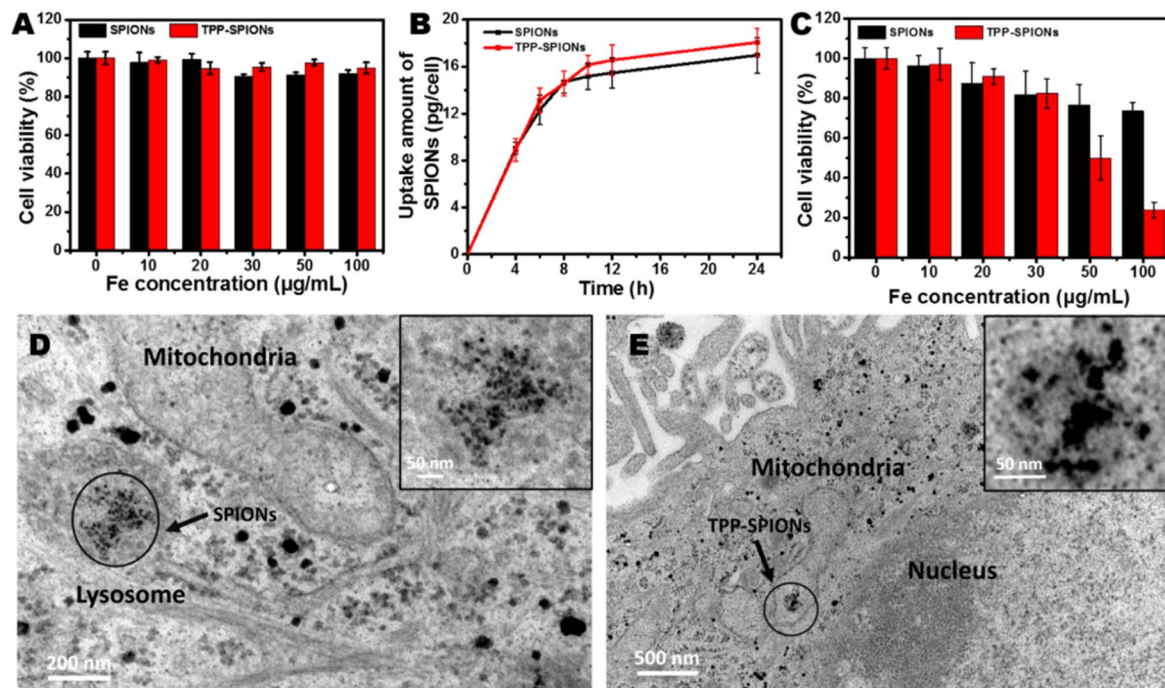 A
SPIONs TPP-SPIONs
Cell viability (%)
120
100
80
60
40
20
0
0 10 20 30 50 100
Fe concentration (µg/mL)
B
SPIONs
TPP-SPIONs
Uptake amount of
SPIONs (pg/cell)
20
16
12
8
4
0
0 4 8 12 16 20 24
Time (h)
C
SPIONs TPP-SPIONs
Cell viability (%)
120
100
80
60
40
20
0
0 10 20 30 50 100
Fe concentration (µg/mL)
D
Mitochondria
50 nm
SPIONs
Lysosome
200 nm
E
50 nm
Mitochondria
TPP-SPIONs
Nucleus
500 nm